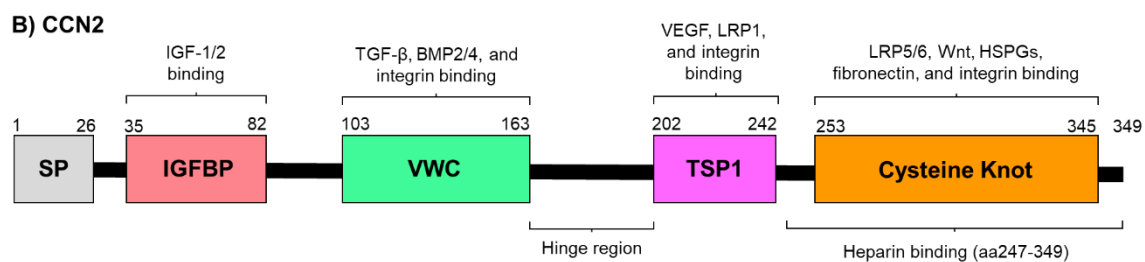 B) CCN2
IGF-1/2
binding
TGF-β, BMP2/4, and
integrin binding
VEGF, LRP1,
and integrin
binding
LRP5/6, Wnt, HSPGs,
fibronectin, and integrin binding
1 26 35 82 103 163 202 242 253 345 349
SP IGFBP VWC TSP1 Cysteine Knot
Hinge region
Heparin binding (aa247-349)